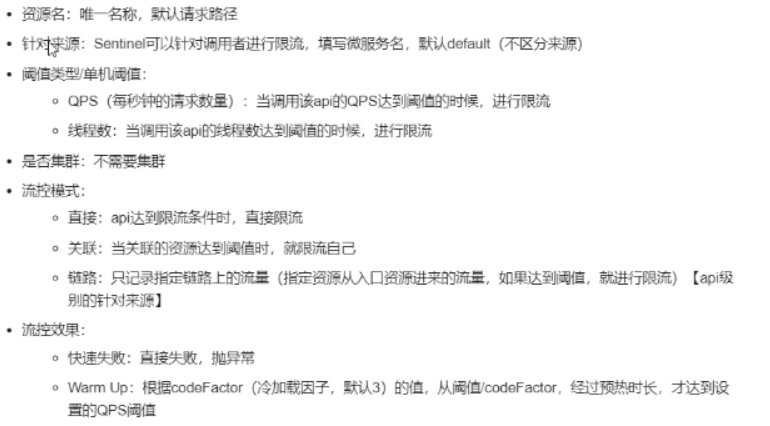 资源名：唯一名称，默认请求路径
针对来源：Sentinel可以针对调用者进行限流，填写微服务名，默认default（不区分来源）
阈值类型/单机阈值：
QPS（每秒钟的请求数量）：当调用该api的QPS达到阈值的时候，进行限流
线程数：当调用该api的线程数达到阈值的时候，进行限流
是否集群：不需要集群
流控模式：
直接：api达到限流条件时，直接限流
关联：当关联的资源达到阈值时，就限流自己
链路：只记录指定链路上的流量（指定资源从入口资源进来的流量，如果达到阈值，就进行限流）【api级
别的针对来源】
流控效果：
快速失败：直接失败，抛异常
Warm Up：根据codeFactor（冷加载因子，默认3）的值，从阈值/codeFactor，经过预热时长，才达到设
置的QPS阈值